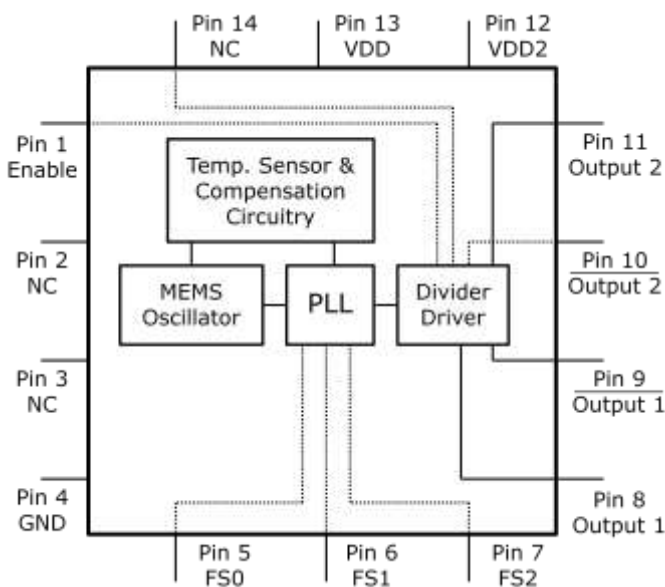 Pin 14
NC
Pin 13
VDD
Pin 12
VDD2
Pin 1
Enable
Temp. Sensor &
Compensation
Circuitry
Pin 11
Output 2
Pin 2
NC
MEMS
Oscillator
PLL
Divider
Driver
Pin 10
Output 2
Pin 3
NC
Pin 9
Output 1
Pin 4
GND
Pin 8
Output 1
Pin 5
FS0
Pin 6
FS1
Pin 7
FS2